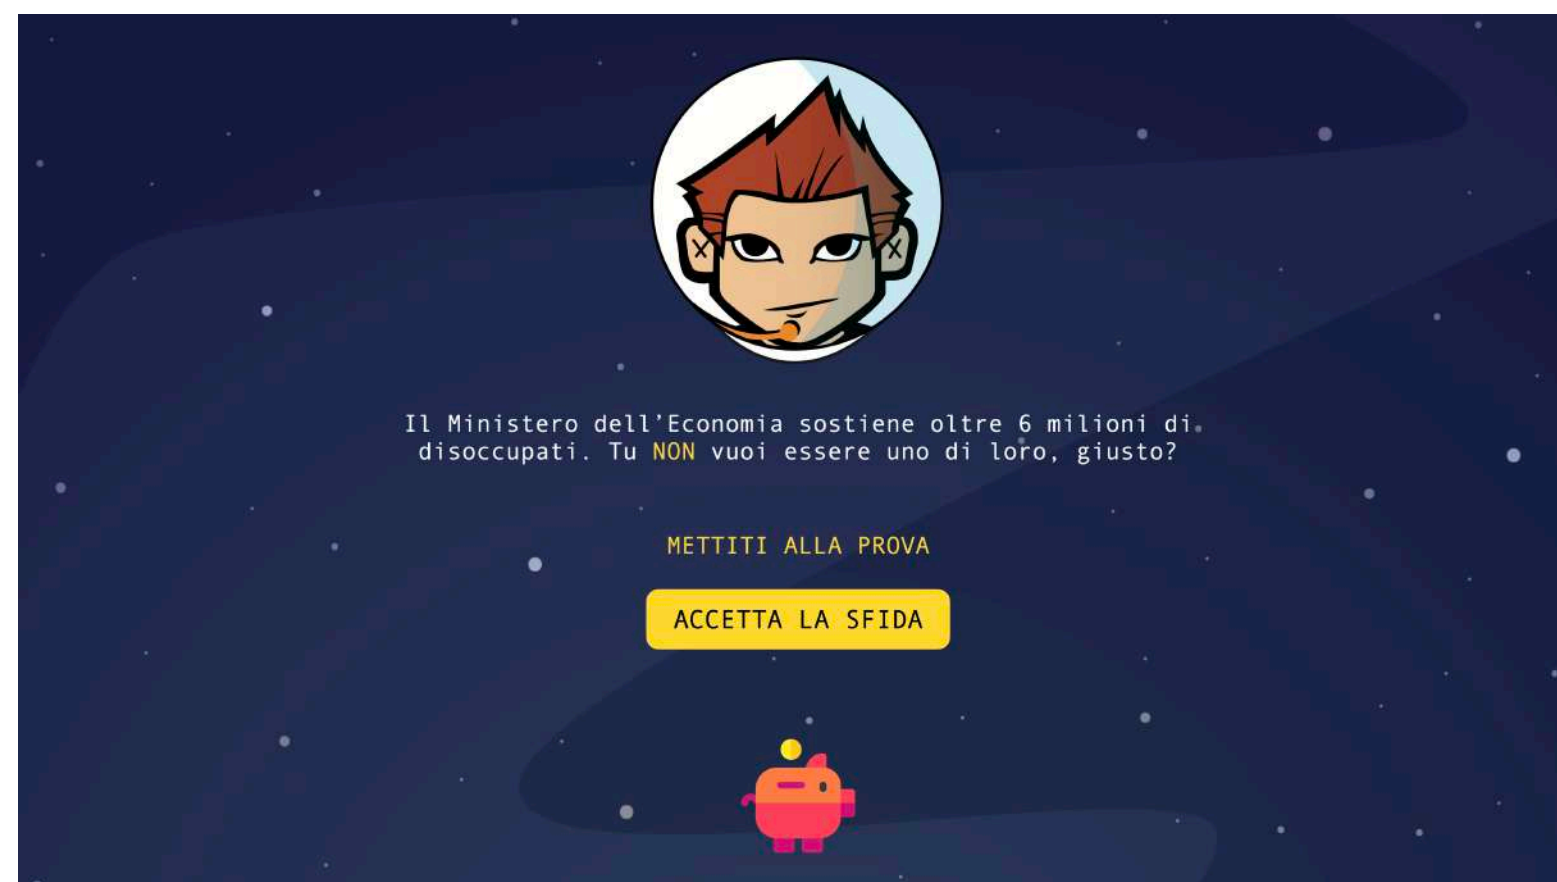 Il Ministero dell’Economia sostiene oltre 6 milioni di
disoccupati. Tu NON vuoi essere uno di loro, giusto?
METTITI ALLA PROVA
ACCETTA LA SFIDA